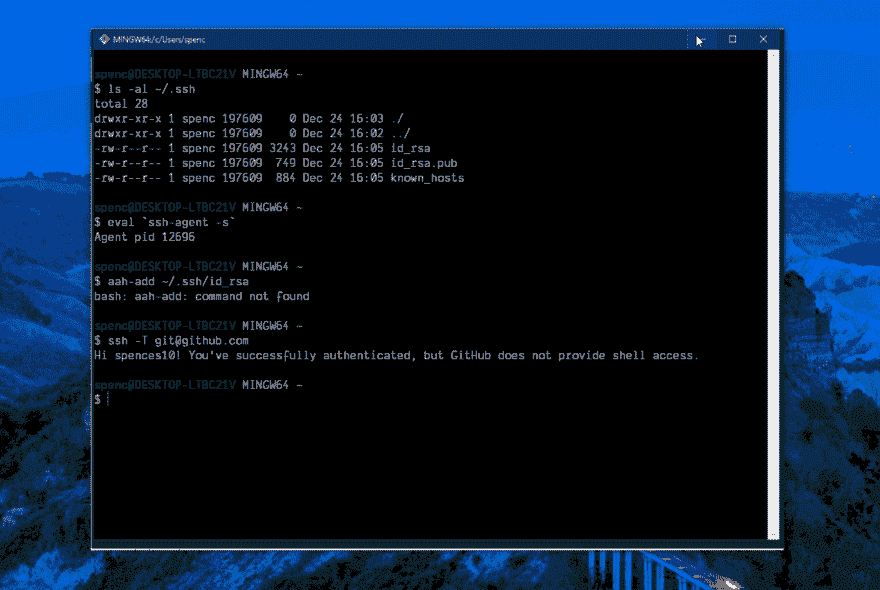 MINGW64:/c/Users/spenc
spenc@DESKTOP-LTBC21V MINGW64 ~
$ ls -al ~/.ssh
total 28
drwxr-xr-x 1 spenc 197609    0 Dec 24 16:03 ./
drwxr-xr-x 1 spenc 197609    0 Dec 24 16:02 ../
-rw-r--r-- 1 spenc 197609 3243 Dec 24 16:05 id_rsa
-rw-r--r-- 1 spenc 197609  749 Dec 24 16:05 id_rsa.pub
-rw-r--r-- 1 spenc 197609  884 Dec 24 16:05 known_hosts
spenc@DESKTOP-LTBC21V MINGW64 ~
$ eval `ssh-agent -s`
Agent pid 12696
spenc@DESKTOP-LTBC21V MINGW64 ~
$ aah-add ~/.ssh/id_rsa
bash: aah-add: command not found
spenc@DESKTOP-LTBC21V MINGW64 ~
$ ssh -T git@github.com
Hi spences10! You've successfully authenticated, but GitHub does not provide shell access.
spenc@DESKTOP-LTBC21V MINGW64 ~
$